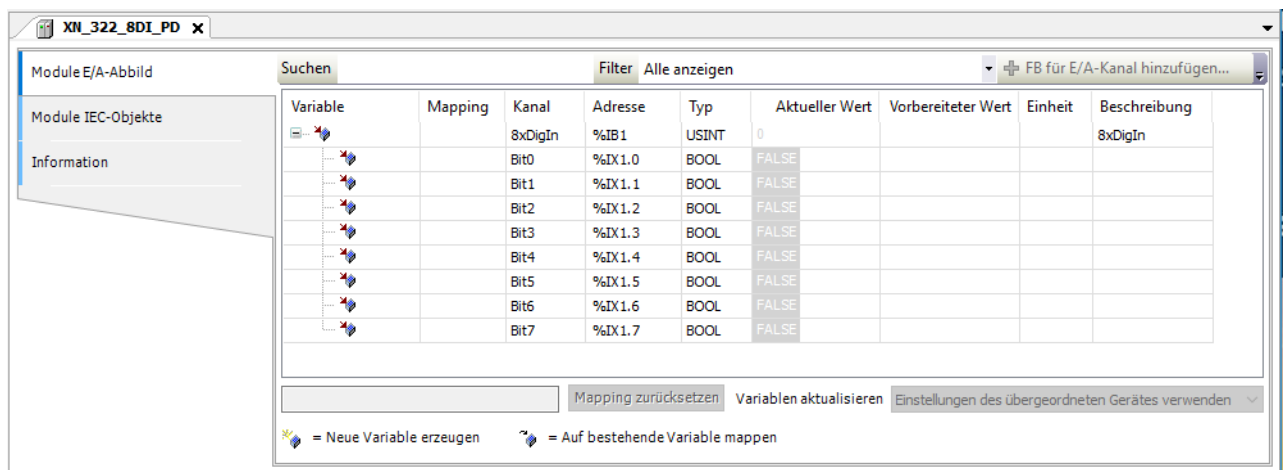 XN_322_8DI_PD
Module E/A-Abbild
Module IEC-Objekte
Information
Suchen Filter Alle anzeigen FB für E/A-Kanal hinzufügen...
Variable Mapping Kanal Adresse Typ Aktueller Wert Vorbereiteter Wert Einheit Beschreibung
8xDigIn %IB1 USINT 0 8xDigIn
Bit0 %IX1.0 BOOL FALSE
Bit1 %IX1.1 BOOL FALSE
Bit2 %IX1.2 BOOL FALSE
Bit3 %IX1.3 BOOL FALSE
Bit4 %IX1.4 BOOL FALSE
Bit5 %IX1.5 BOOL FALSE
Bit6 %IX1.6 BOOL FALSE
Bit7 %IX1.7 BOOL FALSE
Mapping zurücksetzen Variablen aktualisieren Einstellungen des übergeordneten Gerätes verwenden
= Neue Variable erzeugen = Auf bestehende Variable mappen